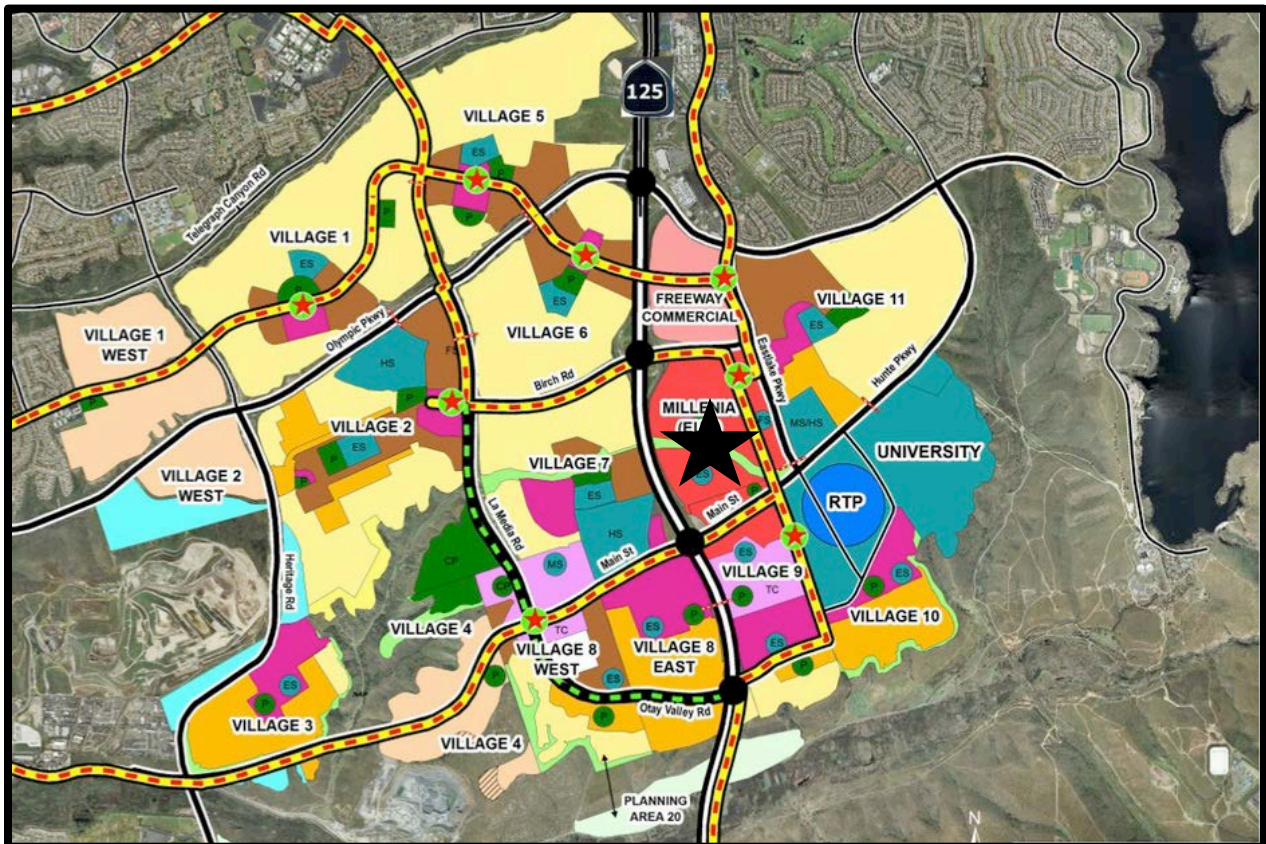 125
VILLAGE 5
ES
P
P
Telegraph Canyon Rd
P
VILLAGE 1
ES
P
Olympic Pkwy
ES
P
VILLAGE 6
FREEWAY
COMMERCIAL
VILLAGE 11
ES
VILLAGE 1
WEST
P
HS
FS
Birch Rd
Eastlake Pkwy
Hunte Pkwy
P
MILLENIA
FS
MS/HS
VILLAGE 2
P
ES
P
VILLAGE 2
WEST
UNIVERSITY
VILLAGE 7
ES
ES
P
RTP
La Media Rd
HS
Main St
Main St
Heritage Rd
CP
MS
ES
VILLAGE 9
TC
P
P
ES
VILLAGE 10
P
VILLAGE 4
TC
VILLAGE 8
WEST
ES
VILLAGE 8
EAST
ES
P
ES
P
Otay Valley Rd
P
ES
P
VILLAGE 3
VILLAGE 4
PLANNING
AREA 20
N